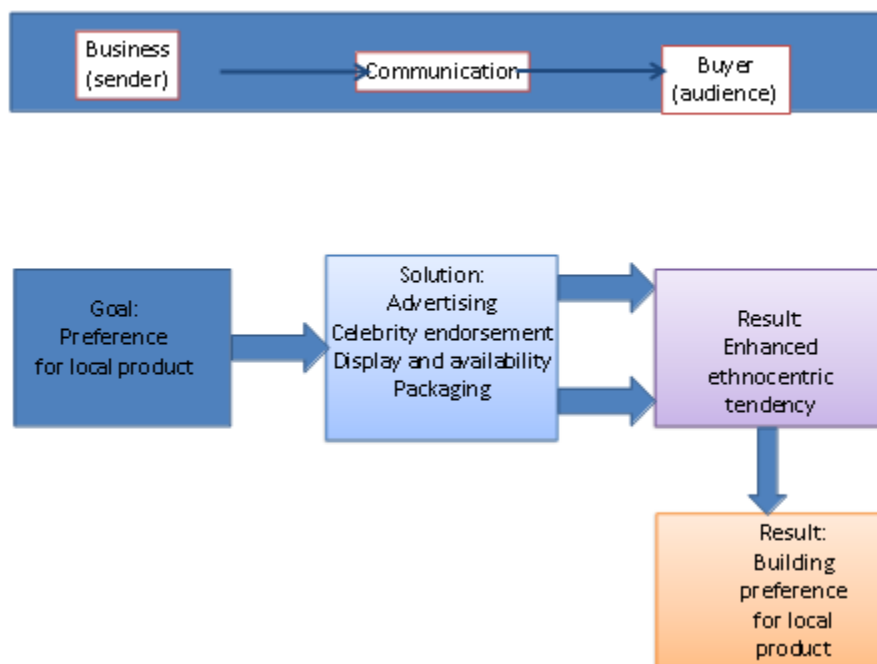 Business
(sender)
Communication
Buyer
(audience)
Goal:
Preference
for local product
Solution:
Advertising
Celebrity endorsement
Display and availability
Packaging
Result:
Enhanced
ethnocentric
tendency
Result:
Building
preference
for local
product